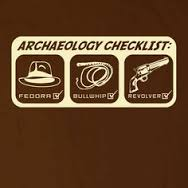 ARCHAEOLOGY CHECKLIST:
FEDORA
BULLWHIP
REVOLVER